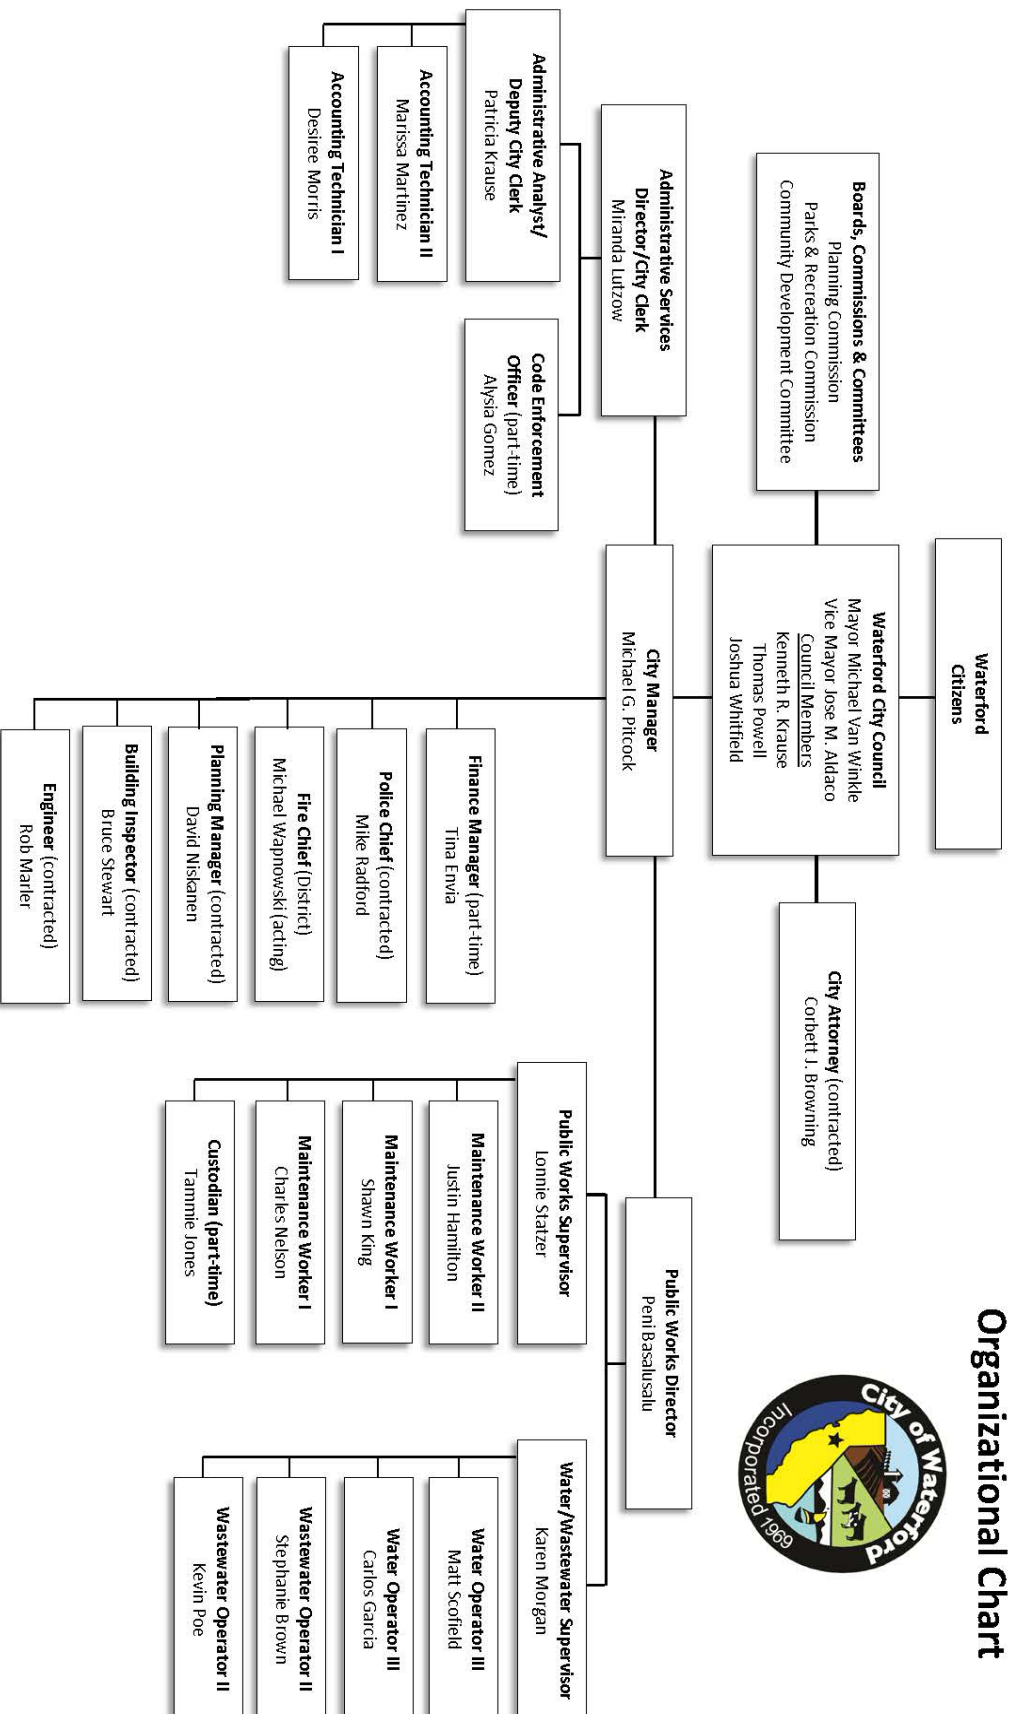 Organizational Chart
City of Waterford
Incorporated 1969
Waterford
Citizens
Boards, Commissions & Committees
Planning Commission
Parks & Recreation Commission
Community Development Committee
Waterford City Council
Mayor Michael Van Winkle
Vice Mayor Jose M. Aldaco
Council Members
Kenneth R. Krause
Thomas Powell
Joshua Whitfield
City Attorney (contracted)
Corbett J. Browning
Administrative Services
Director/City Clerk
Miranda Lutzow
City Manager
Michael G. Pitcock
Public Works Director
Peni Basalusalu
Administrative Analyst/
Deputy City Clerk
Patricia Krause
Accounting Technician II
Marissa Martinez
Accounting Technician I
Desiree Morris
Code Enforcement
Officer (part-time)
Alysia Gomez
Finance Manager (part-time)
Tina Envia
Police Chief (contracted)
Mike Radford
Fire Chief (District)
Michael Wapnowski (acting)
Planning Manager (contracted)
David Niskanen
Building Inspector (contracted)
Bruce Stewart
Engineer (contracted)
Rob Marler
Public Works Supervisor
Lonnie Statzer
Maintenance Worker II
Justin Hamilton
Maintenance Worker I
Shawn King
Maintenance Worker I
Charles Nelson
Custodian (part-time)
Tammie Jones
Water/Wastewater Supervisor
Karen Morgan
Water Operator III
Matt Scofield
Water Operator III
Carlos Garcia
Wastewater Operator II
Stephanie Brown
Wastewater Operator II
Kevin Poe